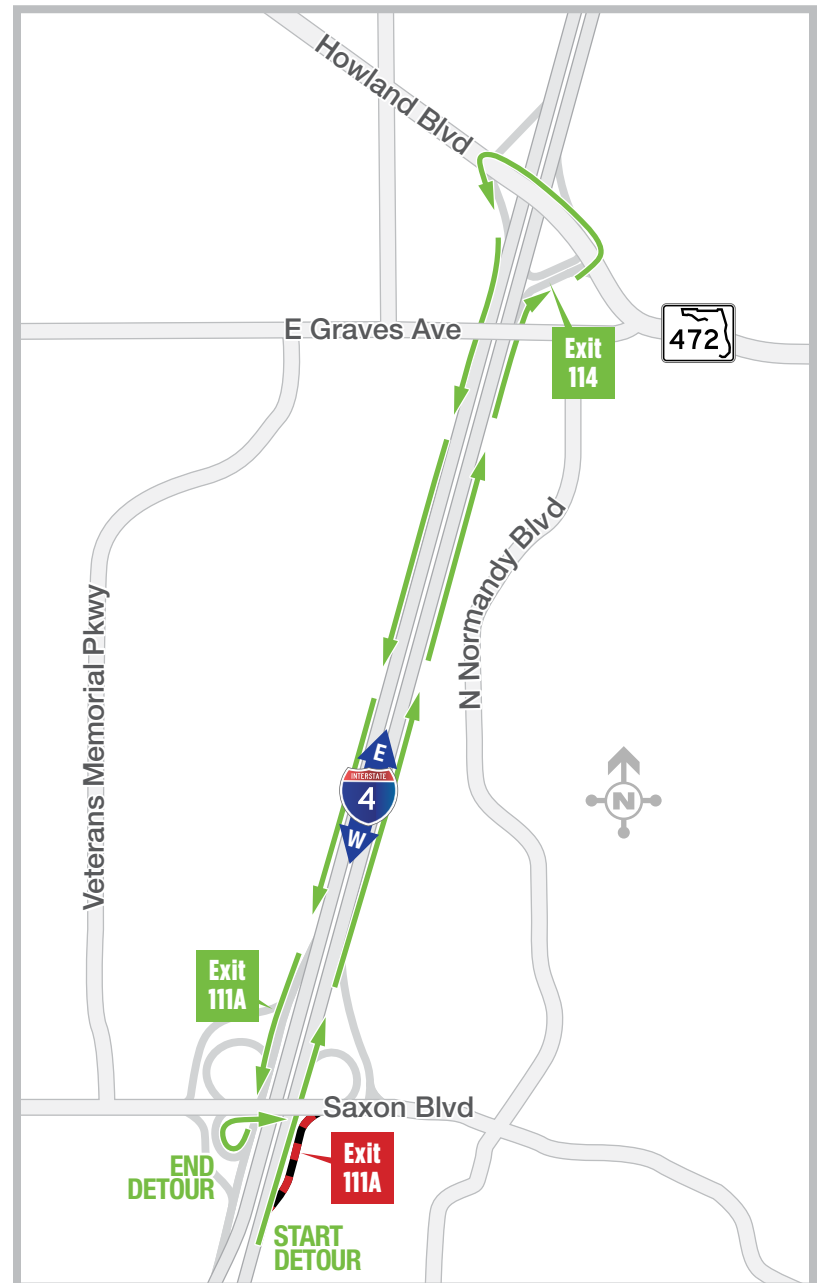 Howland Blvd
E Graves Ave
472
Exit
114
N Normandy Blvd
Veterans Memorial Pkwy
E
INTERSTATE
4
W
N
Exit
111A
Saxon Blvd
Exit
111A
END
DETOUR
START
DETOUR